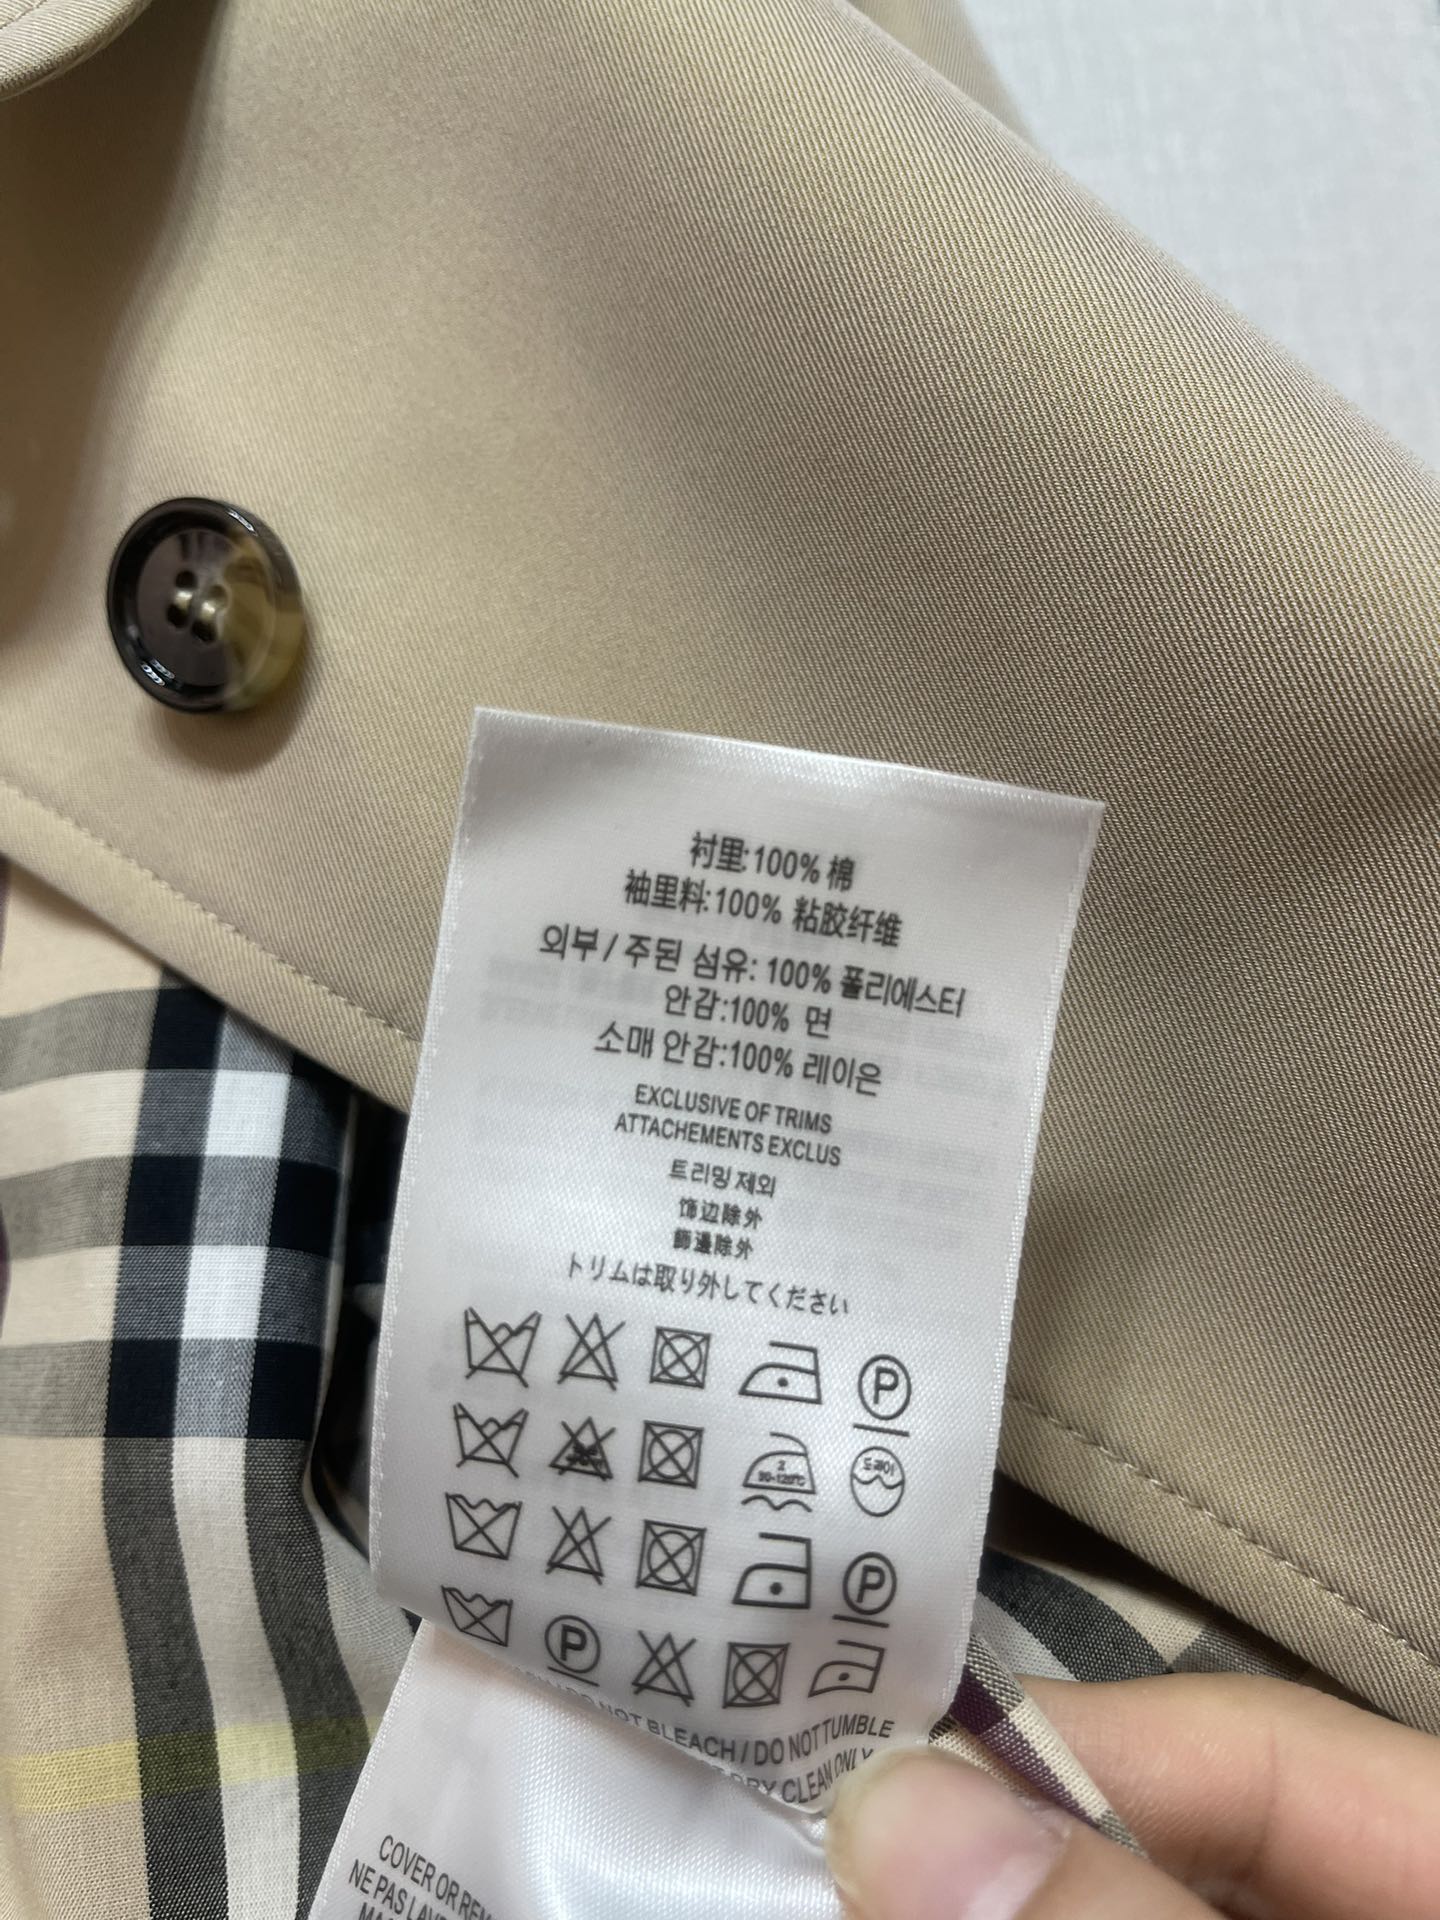 衬里:100% 棉
袖里料:100% 粘胶纤维
외부 / 주된 섬유: 100% 폴리에스터
안감:100% 면
소매 안감:100% 레이온
EXCLUSIVE OF TRIMS
ATTACHEMENTS EXCLUS
트리밍 제외
饰边除外
飾邊除外
トリムは取り外してください
P
2
드라이
P
P
NOT BLEACH / DO NOT TUMBLE
DRY CLEAN ONLY
COVER OR
NE PAS